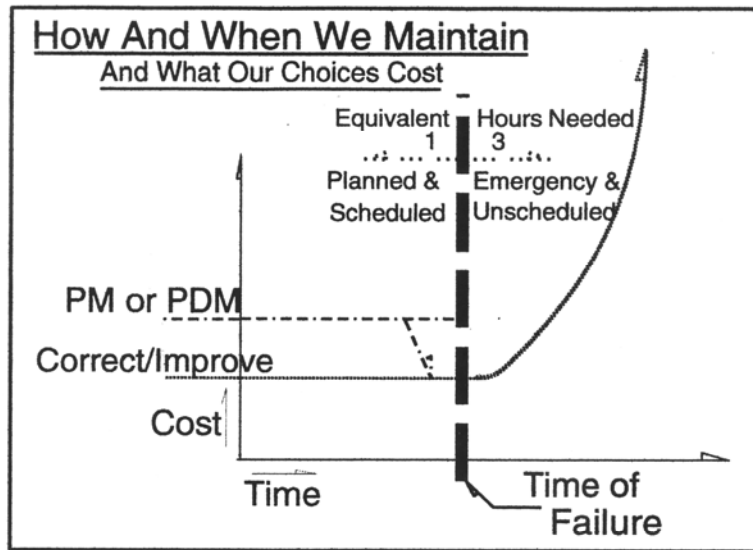 How And When We Maintain
And What Our Choices Cost
Equivalent Hours Needed
1 3
Planned & Emergency &
Scheduled Unscheduled
PM or PDM
Correct/Improve
Cost
Time
Time of
Failure